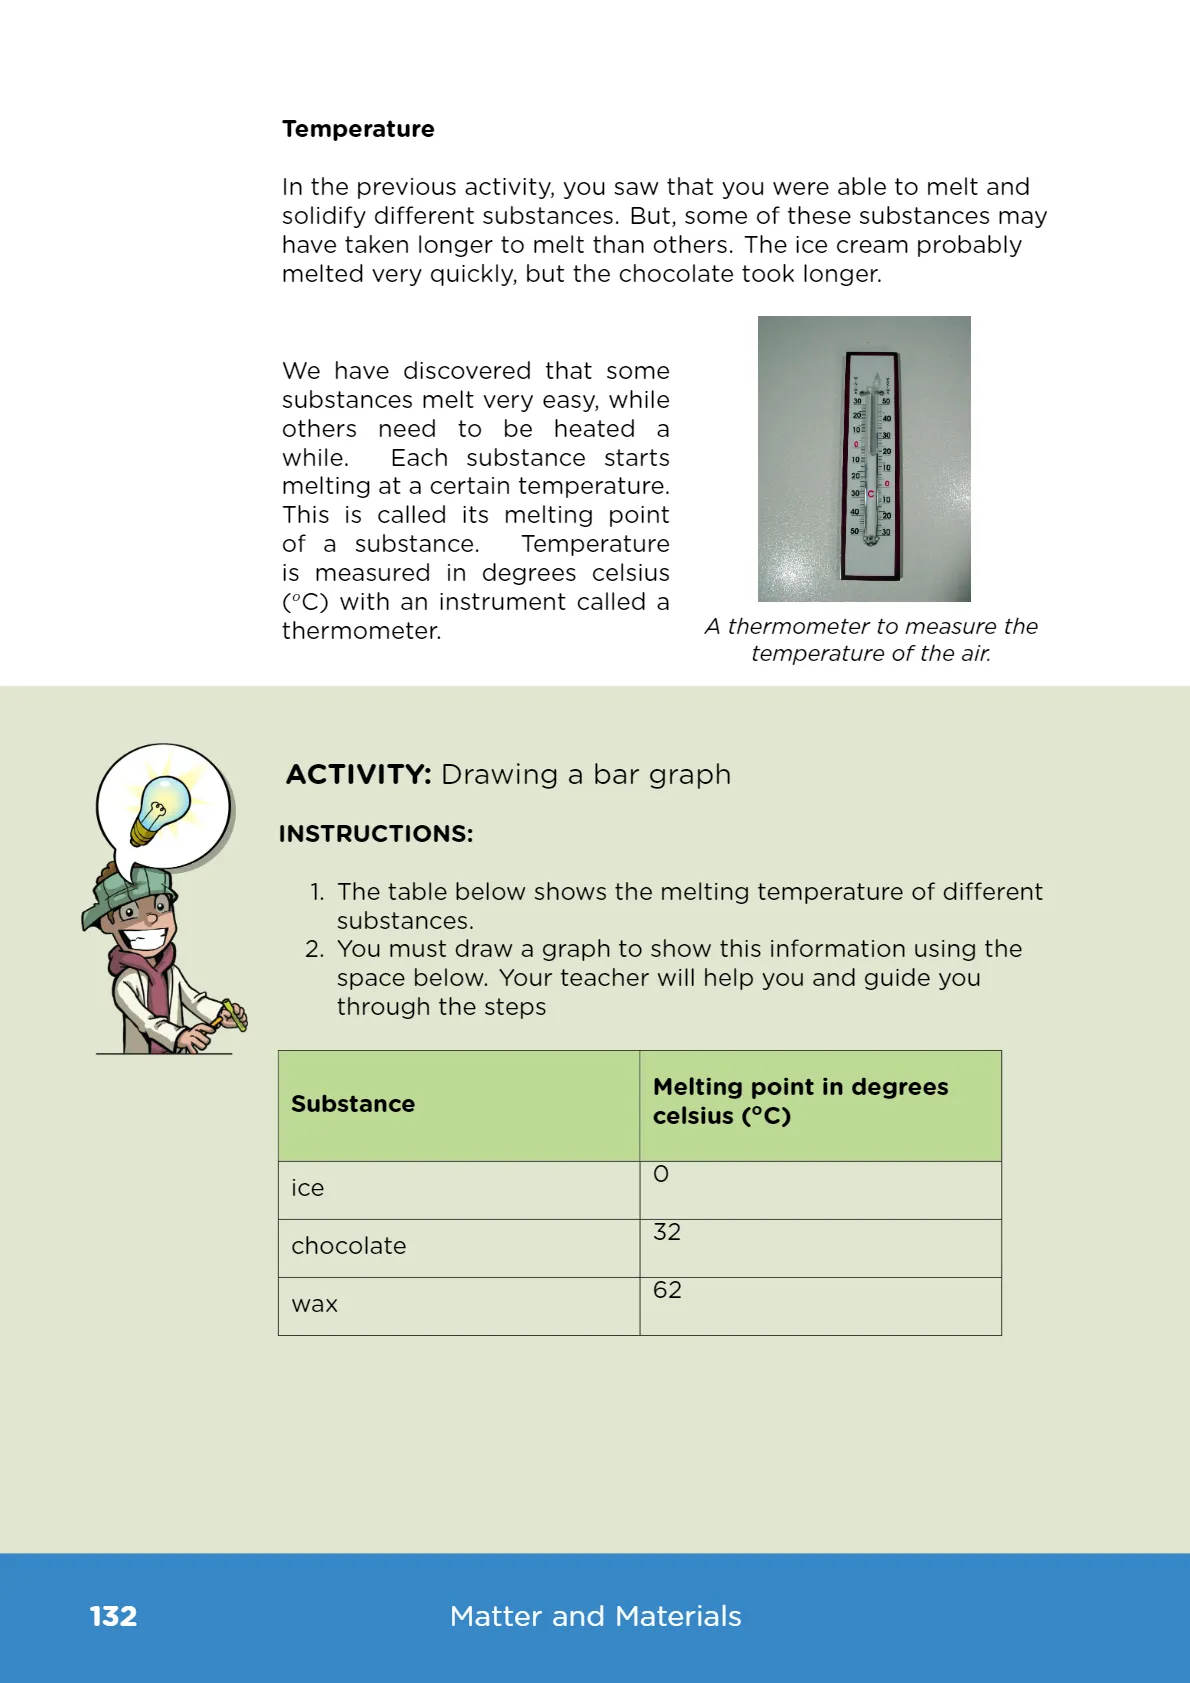 Temperature
In the previous activity, you saw that you were able to melt and
solidify different substances. But, some of these substances may
have taken longer to melt than others. The ice cream probably
melted very quickly, but the chocolate took longer.
We have discovered that some
substances melt very easy, while
others need to be heated a
while. Each substance starts
melting at a certain temperature.
This is called its melting point
of a substance. Temperature
is measured in degrees celsius
(°C) with an instrument called a
thermometer.
30 50
20 40
10 30
0 20
10 10
20 0
30 C 10
40 20
50 30
A thermometer to measure the
temperature of the air.
ACTIVITY: Drawing a bar graph
INSTRUCTIONS:
1. The table below shows the melting temperature of different
substances.
2. You must draw a graph to show this information using the
space below. Your teacher will help you and guide you
through the steps
Substance
Melting point in degrees
celsius (°C)
ice
0
chocolate
32
wax
62
132 Matter and Materials